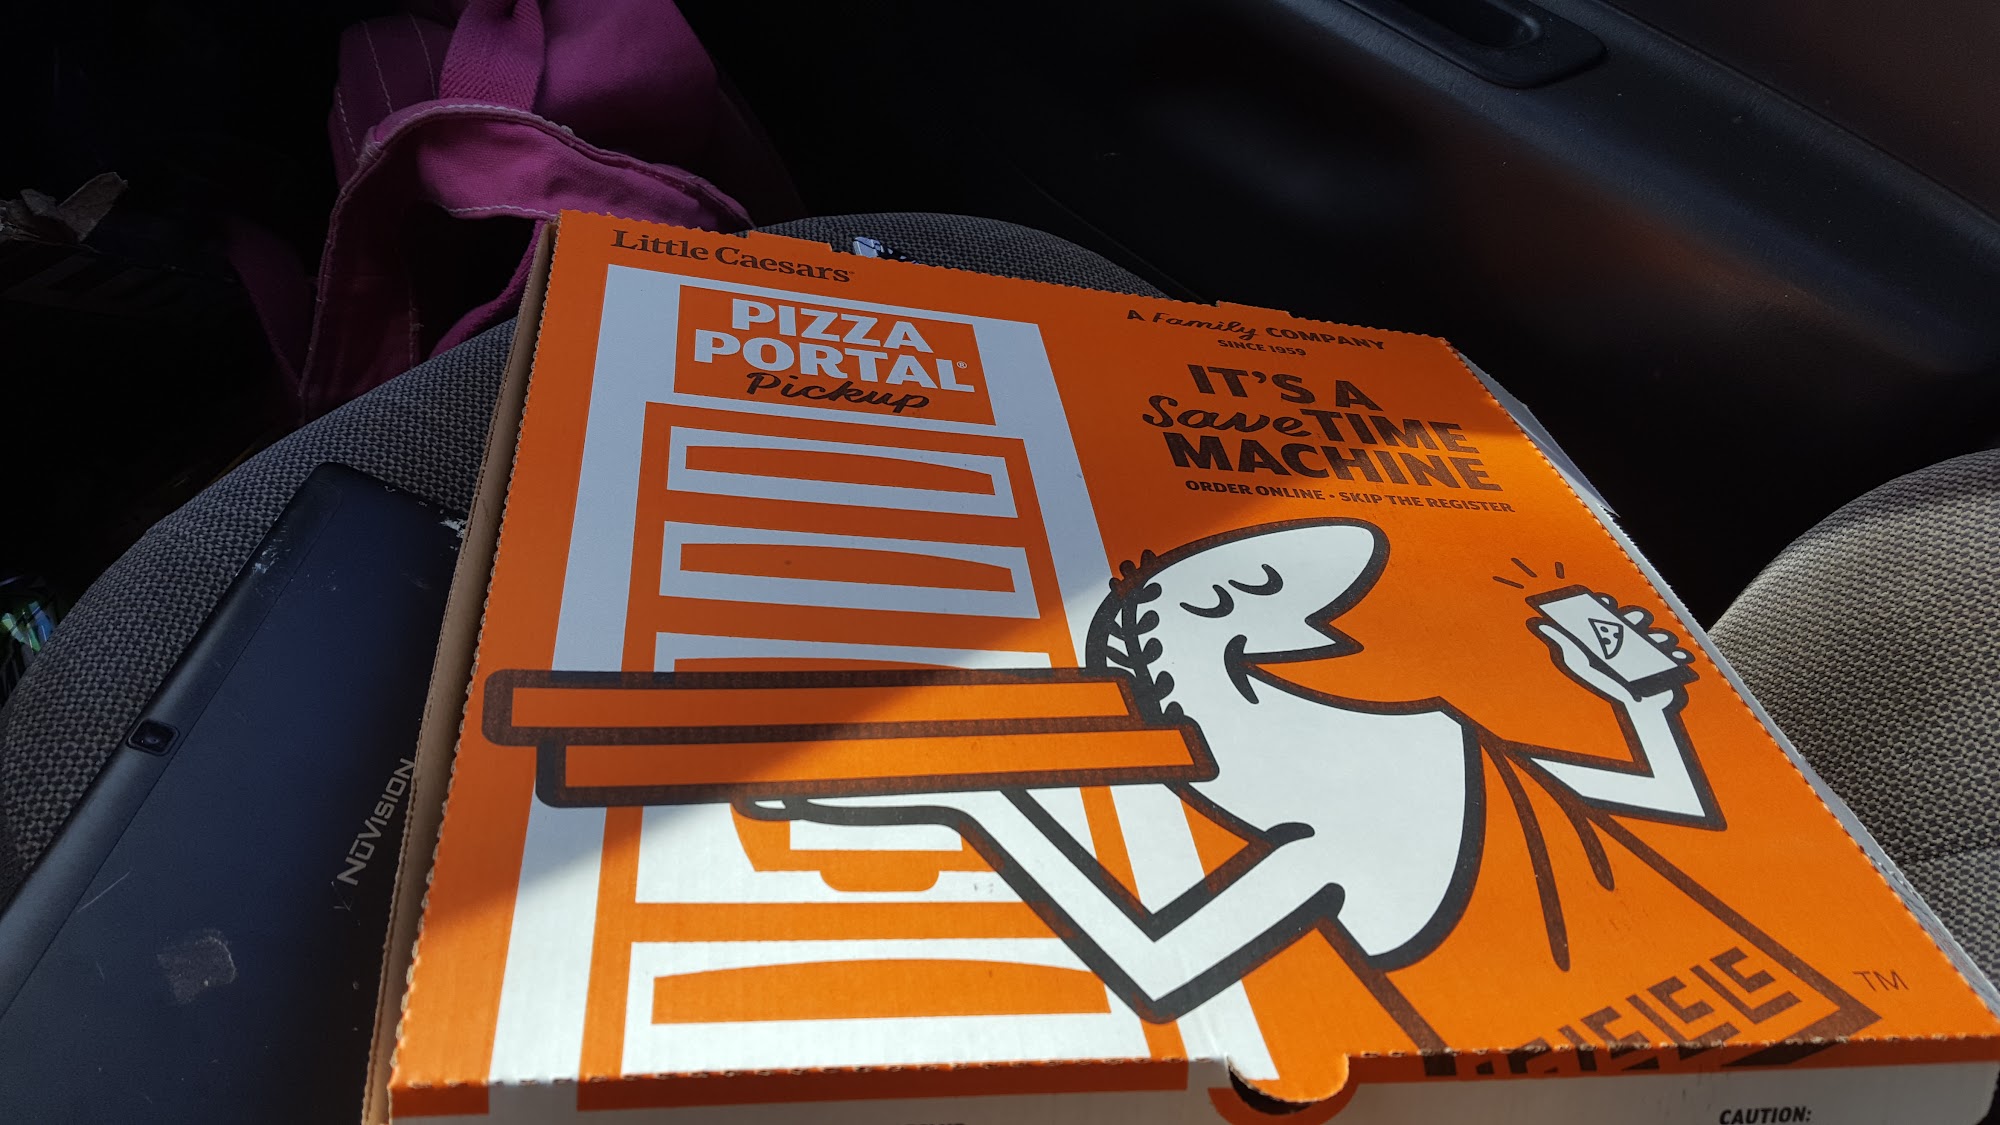 Little Caesars
PIZZA
PORTAL®
Pickup
A Family COMPANY
SINCE 1959
IT'S A
SaveTIME
MACHINE
ORDER ONLINE • SKIP THE REGISTER
TM
CAUTION:
NUVISION